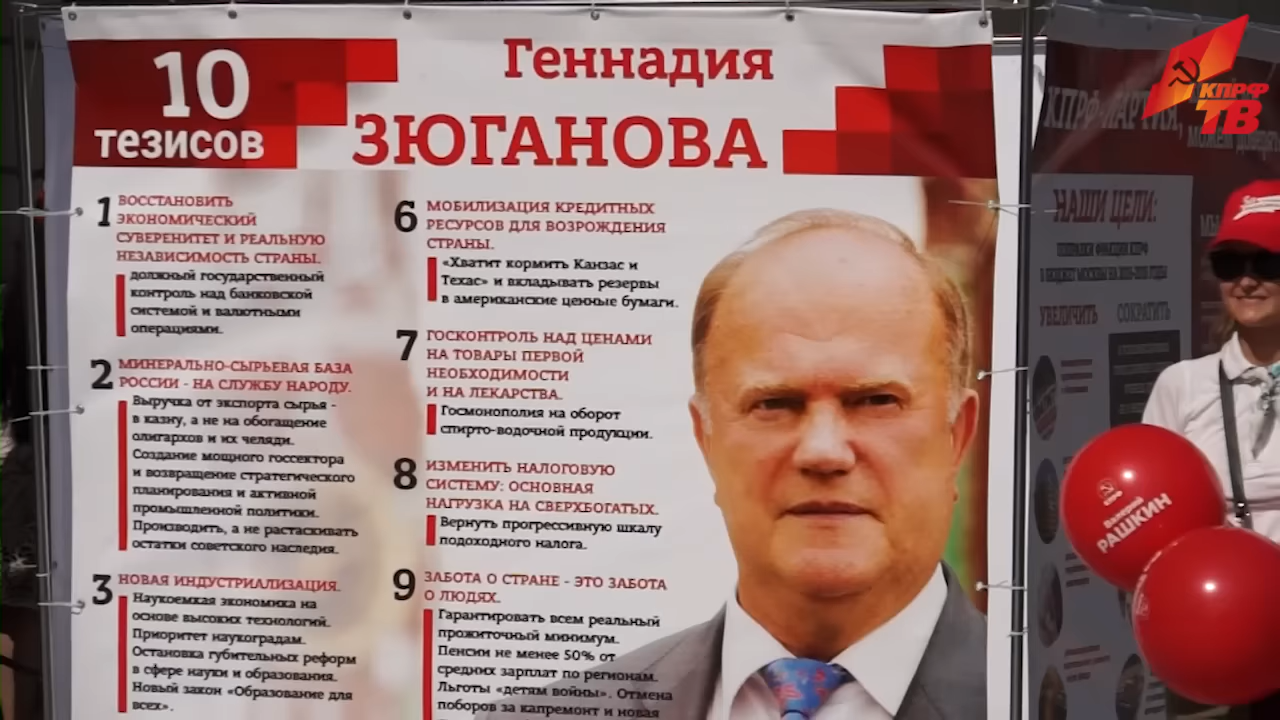 10
тезисов
Геннадия
ЗЮГАНОВА
1
ВОССТАНОВИТЬ
ЭКОНОМИЧЕСКИЙ
СУВЕРЕНИТЕТ И РЕАЛЬНУЮ
НЕЗАВИСИМОСТЬ СТРАНЫ.
должный государственный
контроль над банковской
системой и валютными
операциями.
2
МИНЕРАЛЬНО-СЫРЬЕВАЯ БАЗА
РОССИИ - НА СЛУЖБУ НАРОДУ.
Выручка от экспорта сырья -
в казну, а не на обогащение
олигархов и их челяди.
Создание мощного госсектора
и возвращение стратегического
планирования и активной
промышленной политики.
Производить, а не растаскивать
остатки советского наследия.
3
НОВАЯ ИНДУСТРИАЛИЗАЦИЯ.
Наукоемкая экономика на
основе высоких технологий.
Приоритет наукоградам.
Остановка губительных реформ
в сфере науки и образования.
Новый закон «Образование для
всех».
6
МОБИЛИЗАЦИЯ КРЕДИТНЫХ
РЕСУРСОВ ДЛЯ ВОЗРОЖДЕНИЯ
СТРАНЫ.
«Хватит кормить Канзас и
Техас» и вкладывать резервы
в американские ценные бумаги.
7
ГОСКОНТРОЛЬ НАД ЦЕНАМИ
НА ТОВАРЫ ПЕРВОЙ
НЕОБХОДИМОСТИ
И НА ЛЕКАРСТВА.
Госмонополия на оборот
спирто-водочной продукции.
8
ИЗМЕНИТЬ НАЛОГОВУЮ
СИСТЕМУ: ОСНОВНАЯ
НАГРУЗКА НА СВЕРХБОГАТЫХ.
Вернуть прогрессивную шкалу
подоходного налога.
9
ЗАБОТА О СТРАНЕ - ЭТО ЗАБОТА
О ЛЮДЯХ.
Гарантировать всем реальный
прожиточный минимум.
Пенсии не менее 50% от
средних зарплат по регионам.
Льготы «детям войны». Отмена
поборов за капремонт и новая
КПРФ
ТВ
КПРФ-ПАРТИЯ,
НАШИ ЦЕЛИ:
УВЕЛИЧИТЬ
СОКРАТИТЬ
КПРФ
Валерий
РАШКИН